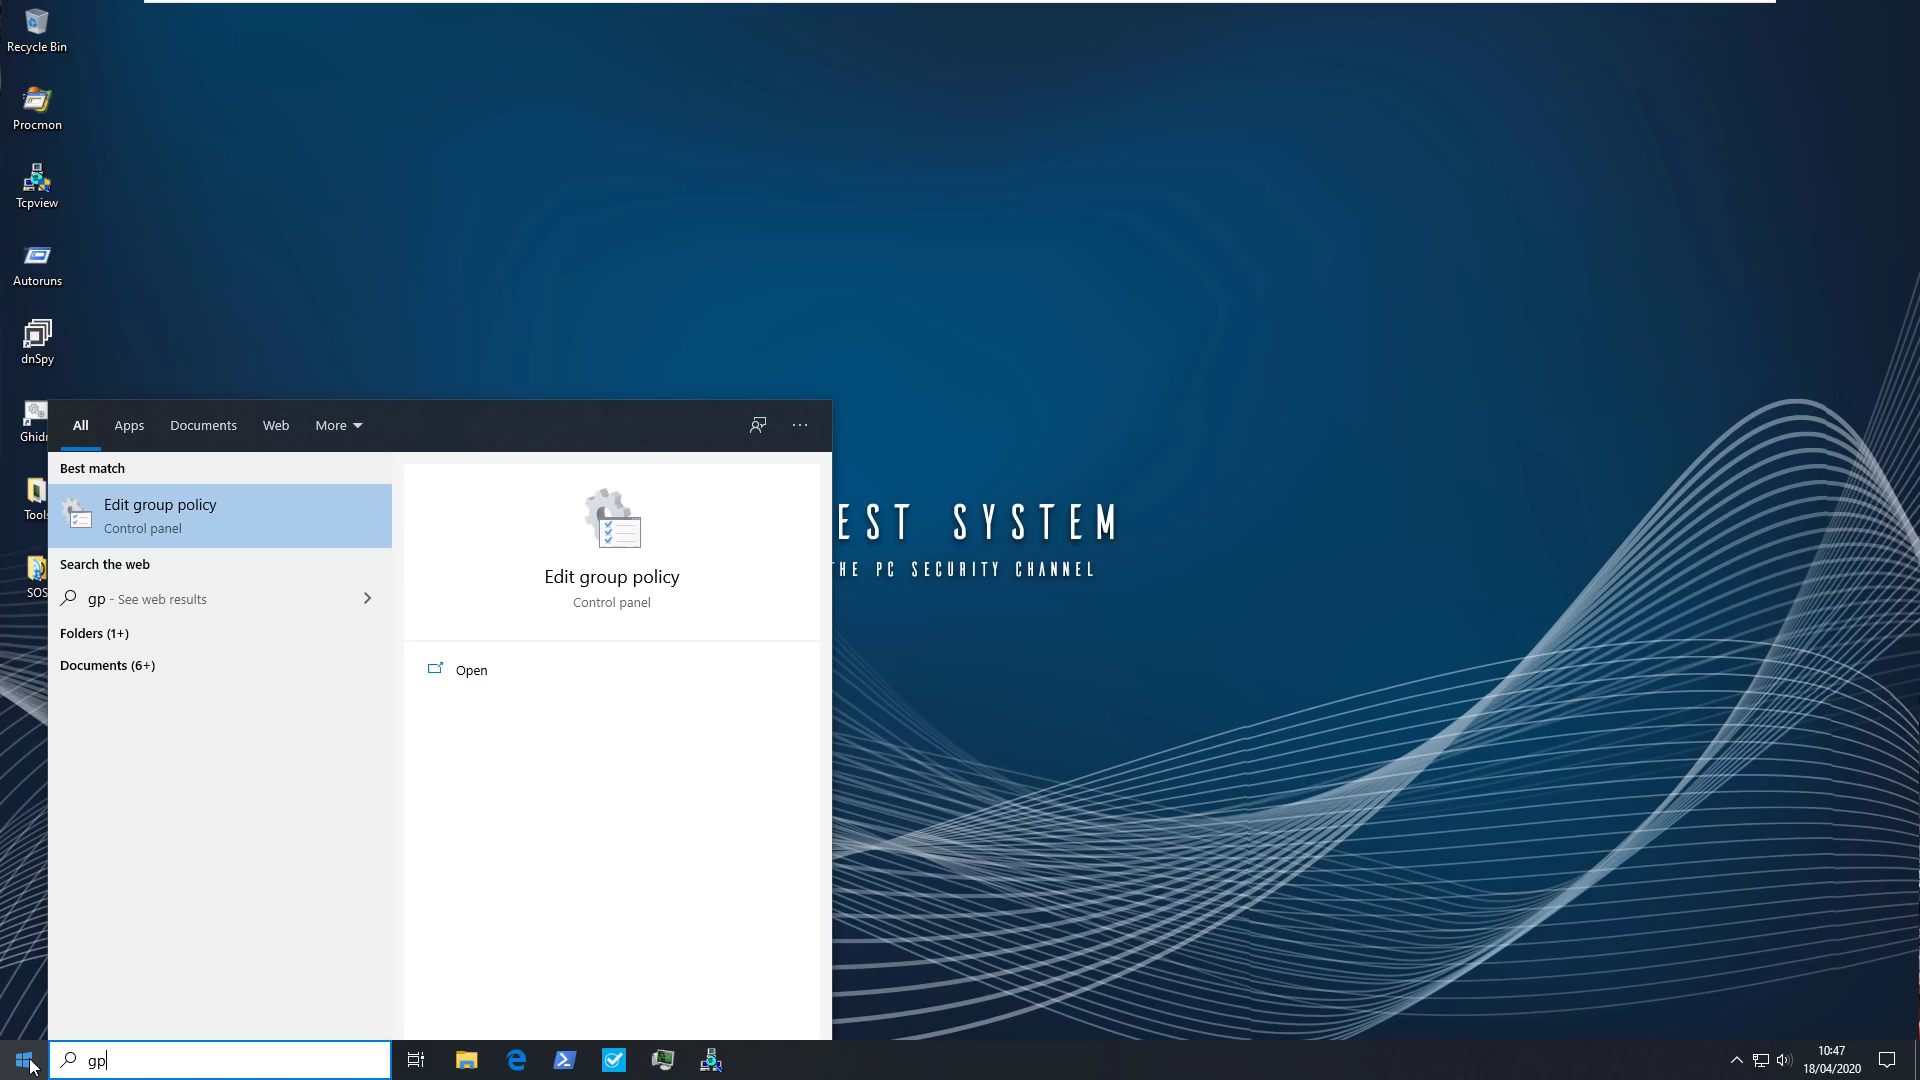 Recycle Bin
Procmon
Tcpview
Autoruns
dnSpy
Ghidr
Tools
SOS
All
Apps
Documents
Web
More
Best match
Edit group policy
Control panel
Search the web
gp - See web results
Folders (1+)
Documents (6+)
Edit group policy
Control panel
Open
EST SYSTEM
THE PC SECURITY CHANNEL
gp
10:47
18/04/2020